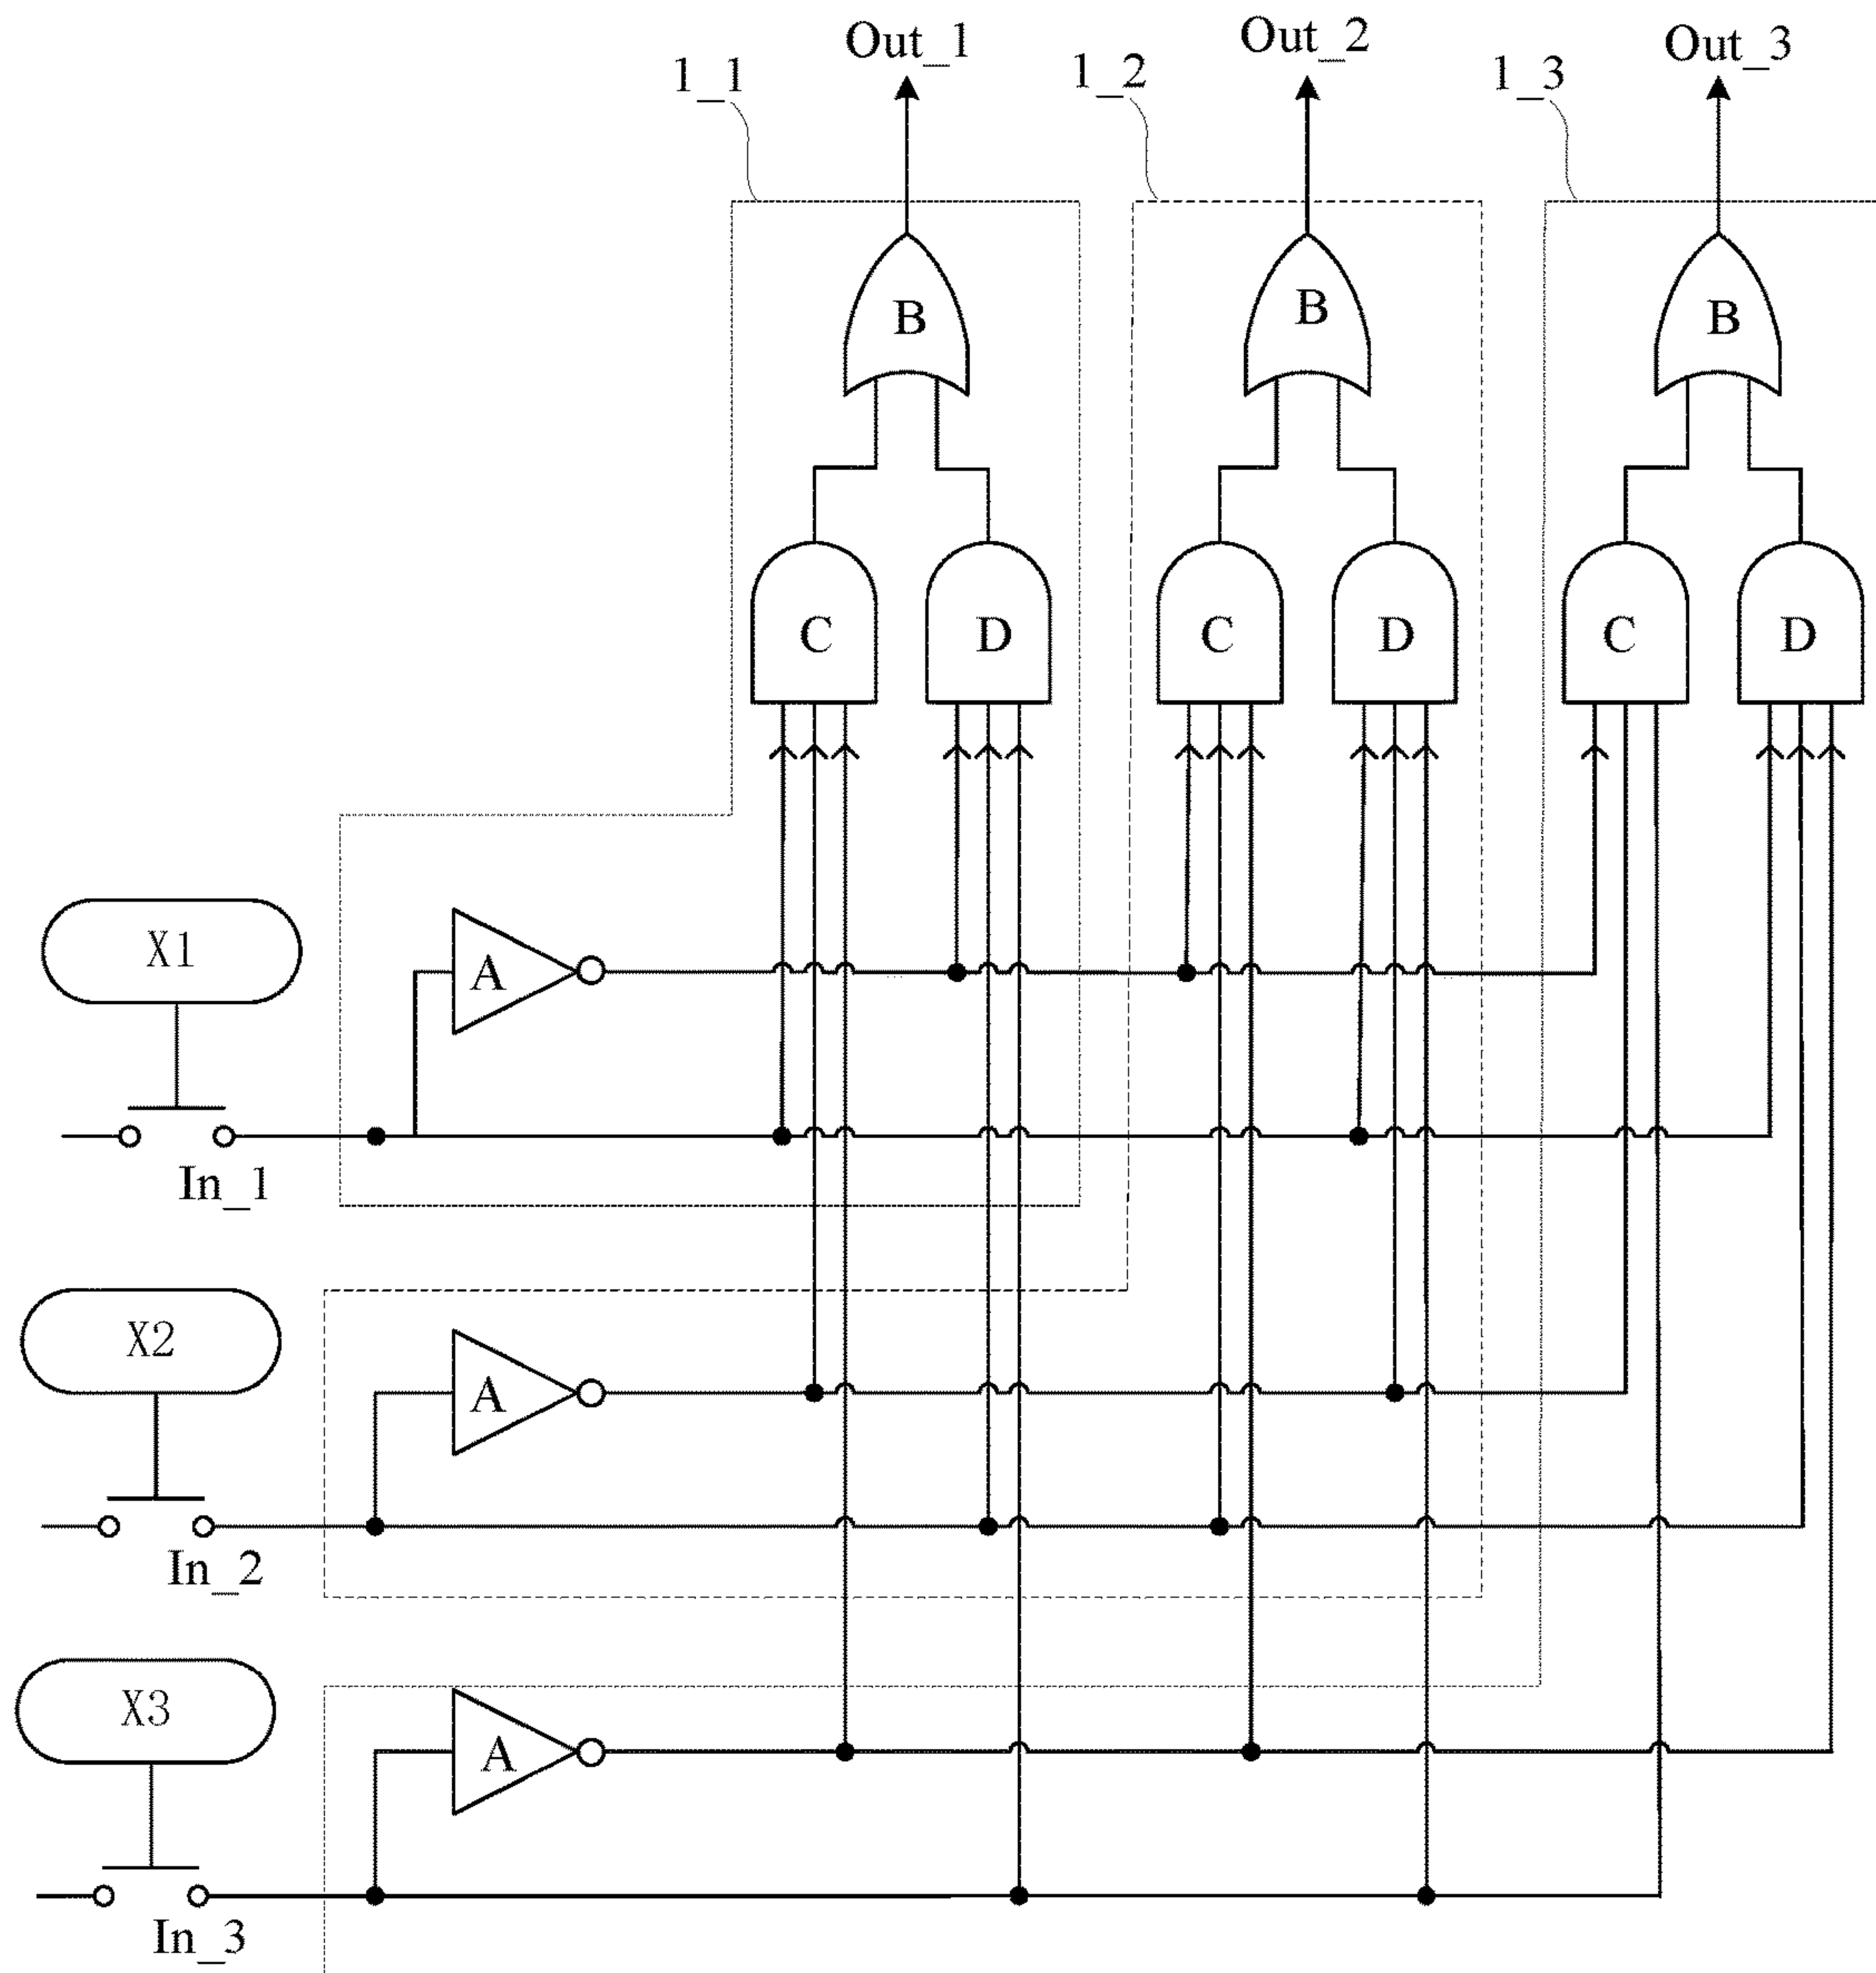 Out_1
Out_2
Out_3
1_1
1_2
1_3
B
B
B
C
D
C
D
C
D
X1
A
In_1
X2
A
In_2
X3
A
In_3